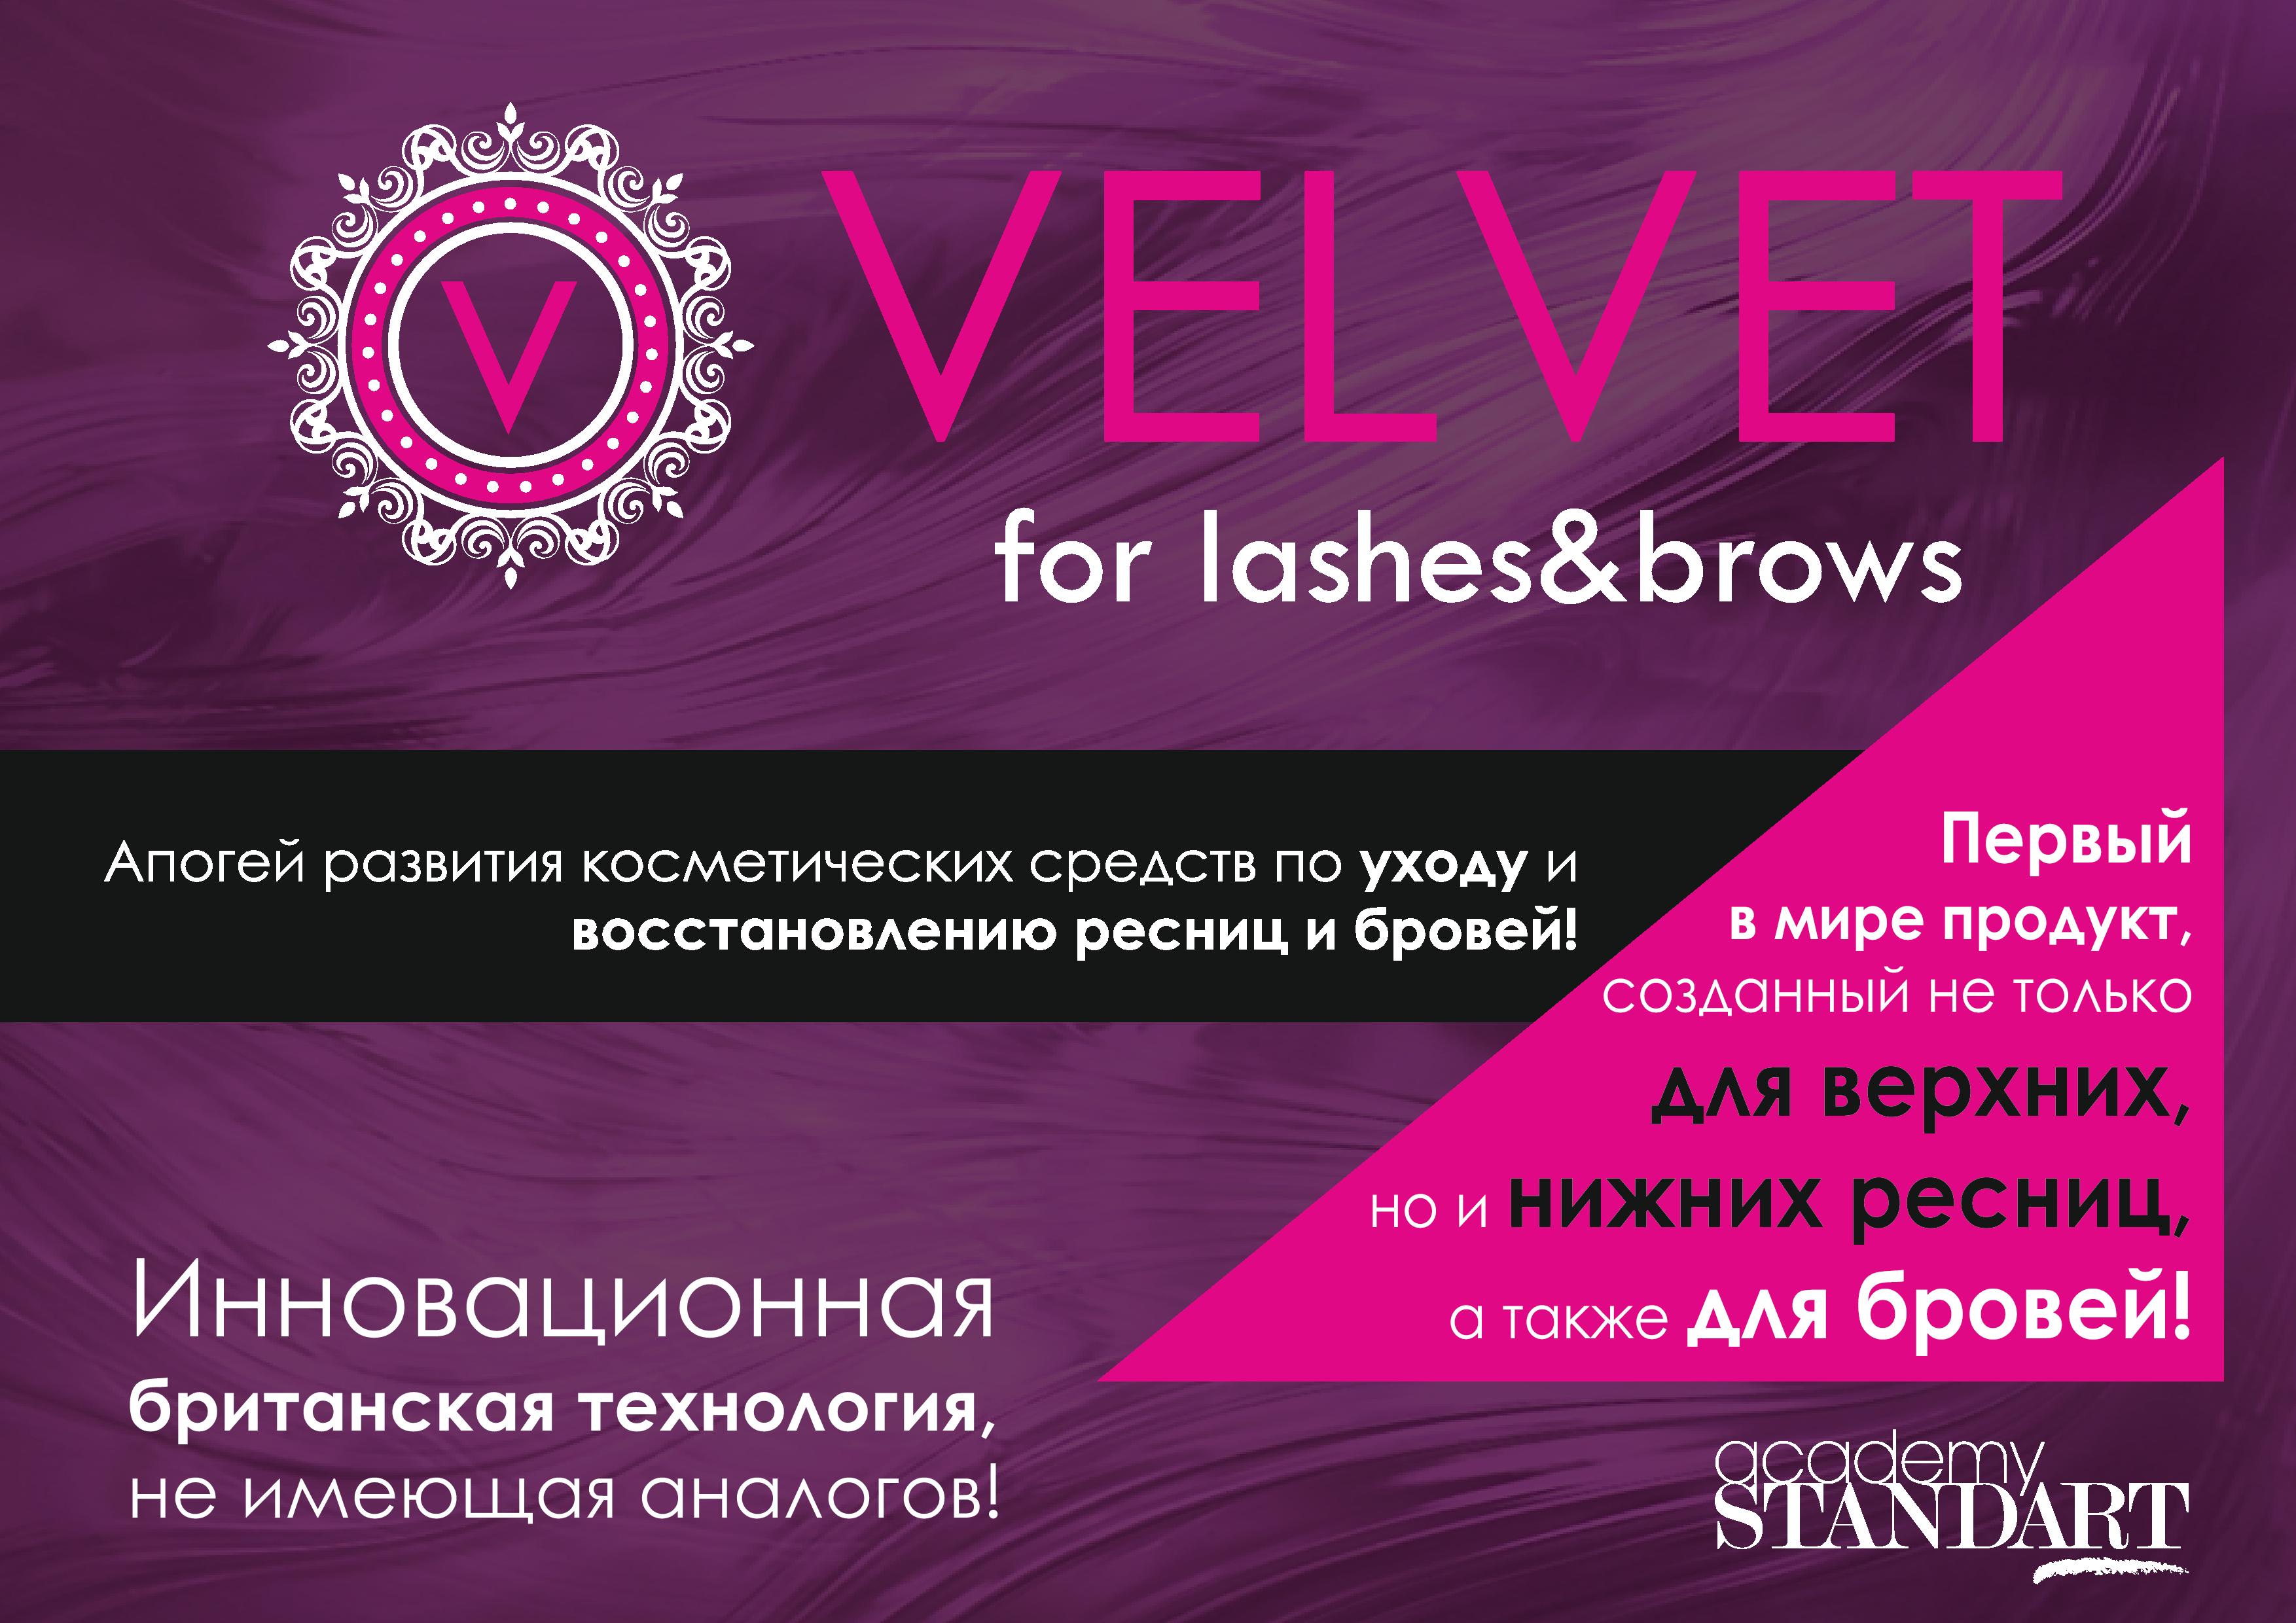 V
VELVET
for lashes&brows
Апогей развития косметических средств по уходу и
восстановлению ресниц и бровей!
Первый
в мире продукт,
созданный не только
для верхних,
но и нижних ресниц,
а также для бровей!
Инновационная
британская технология,
не имеющая аналогов!
academy
STANDART